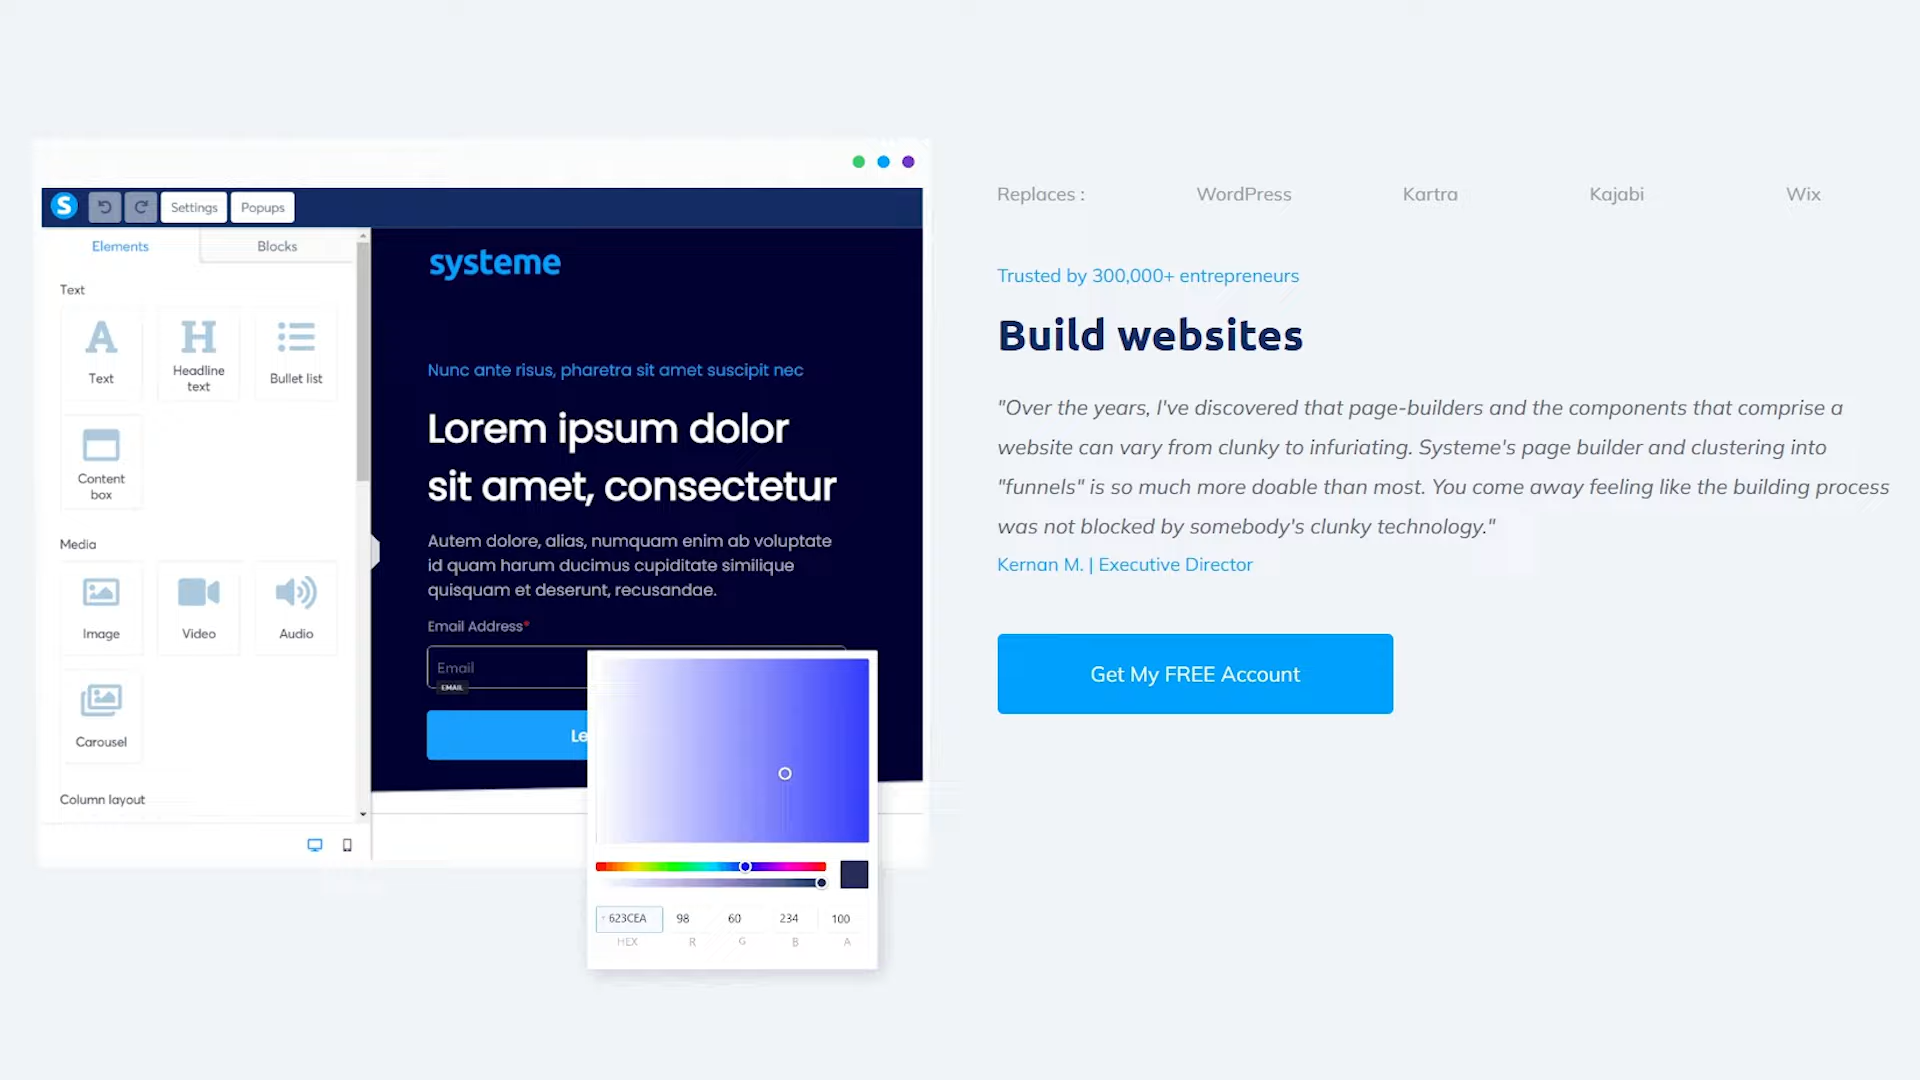 S
Settings
Popups
Elements
Blocks
Text
A
Text
H
Headline
text
Bullet list
Content
box
Media
Image
Video
Audio
Carousel
Column layout
systeme
Nunc ante risus, pharetra sit amet suscipit nec
Lorem ipsum dolor
sit amet, consectetur
Autem dolore, alias, numquam enim ab voluptate
id quam harum ducimus cupiditate similique
quisquam et deserunt, recusandae.
Email Address*
Email
EMAIL
Le
623CEA 98 60 234 100
HEX R G B A
Replaces : WordPress Kartra Kajabi Wix
Trusted by 300,000+ entrepreneurs
Build websites
"Over the years, I've discovered that page-builders and the components that comprise a
website can vary from clunky to infuriating. Systeme's page builder and clustering into
"funnels" is so much more doable than most. You come away feeling like the building process
was not blocked by somebody's clunky technology."
Kernan M. | Executive Director
Get My FREE Account